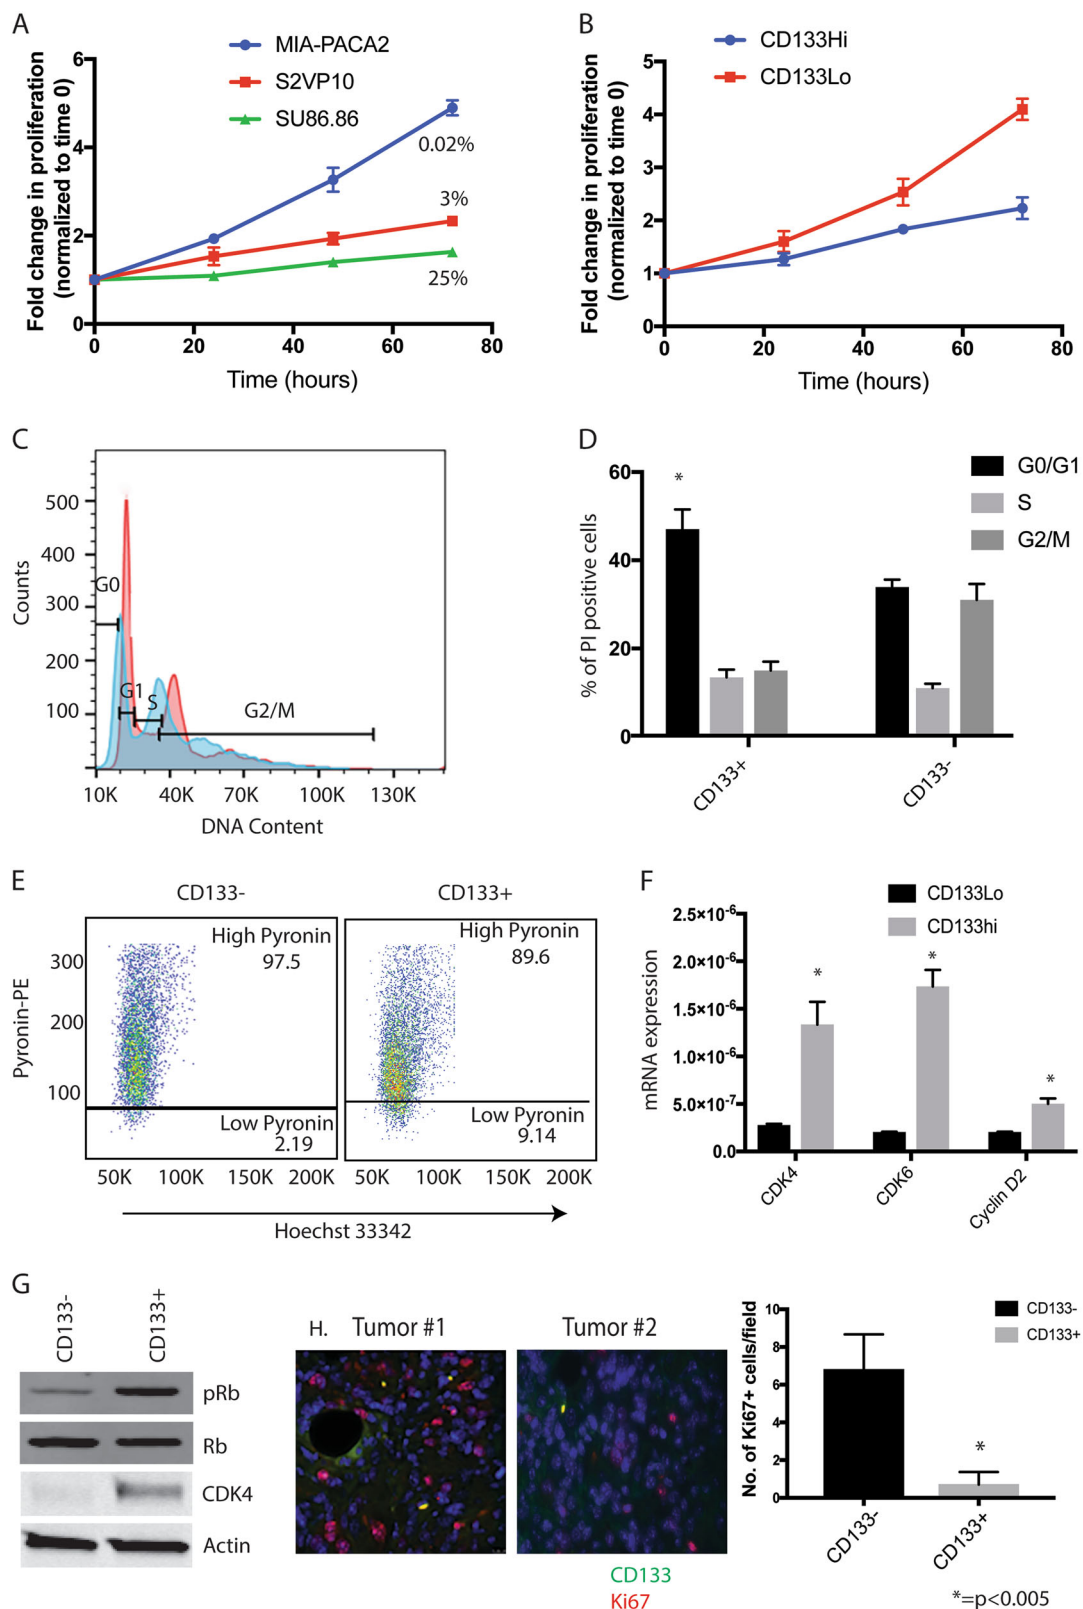 A
MIA-PACA2
S2VP10
SU86.86
Fold change in proliferation
(normalized to time 0)
6
4
2
0
0.02%
3%
25%
0 20 40 60 80
Time (hours)
B
CD133Hi
CD133Lo
Fold change in proliferation
(normalized to time 0)
5
4
3
2
1
0
0 20 40 60 80
Time (hours)
C
Counts
500
400
300
200
100
G0
G1
S
G2/M
10K 40K 70K 100K 130K
DNA Content
D
G0/G1
S
G2/M
% of PI positive cells
60
40
20
0
*
CD133+
CD133-
E
CD133-
CD133+
Pyronin-PE
300
200
100
High Pyronin
97.5
Low Pyronin
2.19
High Pyronin
89.6
Low Pyronin
9.14
50K 100K 150K 200K
50K 100K 150K 200K
Hoechst 33342
F
CD133Lo
CD133hi
mRNA expression
2.5×10-6
2.0×10-6
1.5×10-6
1.0×10-6
5.0×10-7
0.0
*
*
*
CDK4
CDK6
Cyclin D2
G
CD133-
CD133+
pRb
Rb
CDK4
Actin
H. Tumor #1 Tumor #2
CD133
Ki67
CD133-
CD133+
No. of Ki67+ cells/field
10
8
6
4
2
0
*
CD133-
CD133+
*=p<0.005